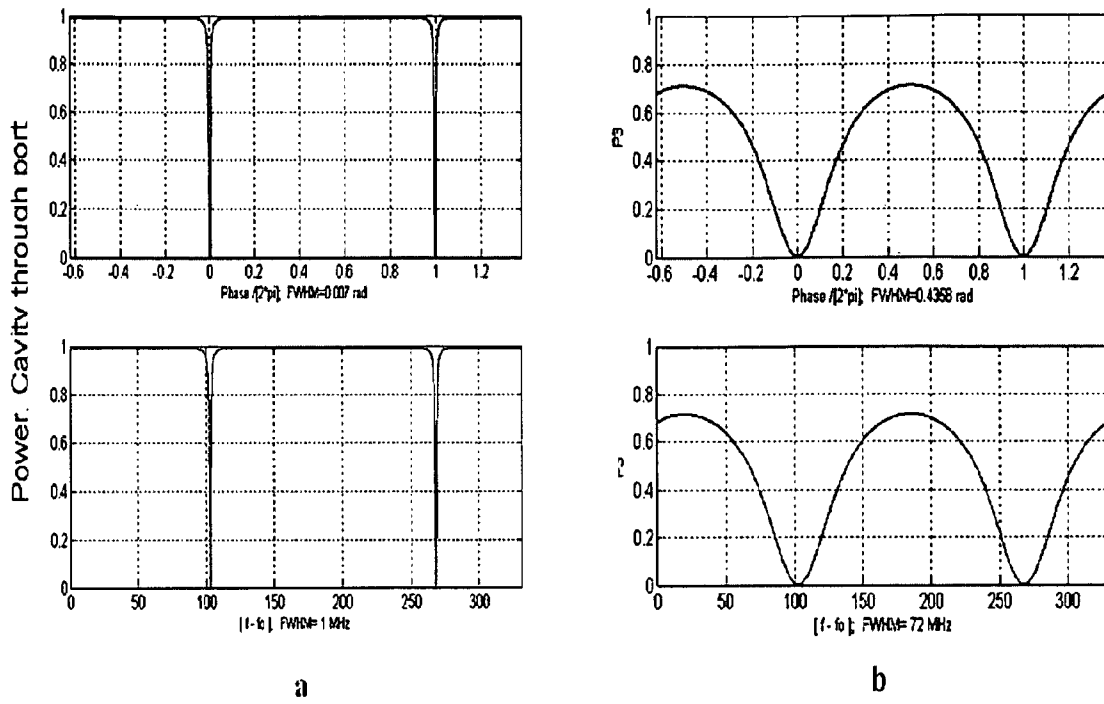 Power. Cavity through port
1
0.8
0.6
0.4
0.2
0
-0.6 -0.4 -0.2 0 0.2 0.4 0.6 0.8 1 1.2
Phase /[2*pi]; FWHM=0.007 rad
1
0.8
0.6
0.4
0.2
0
P3
-0.6 -0.4 -0.2 0 0.2 0.4 0.6 0.8 1 1.2
Phase /[2*pi]; FWHM=0.4358 rad
1
0.8
0.6
0.4
0.2
0
0 50 100 150 200 250 300
[ f - fo ]; FWHM= 1 MHz
1
0.8
0.6
0.4
0.2
0
P3
0 50 100 150 200 250 300
[ f - fo ]; FWHM= 72 MHz
a
b